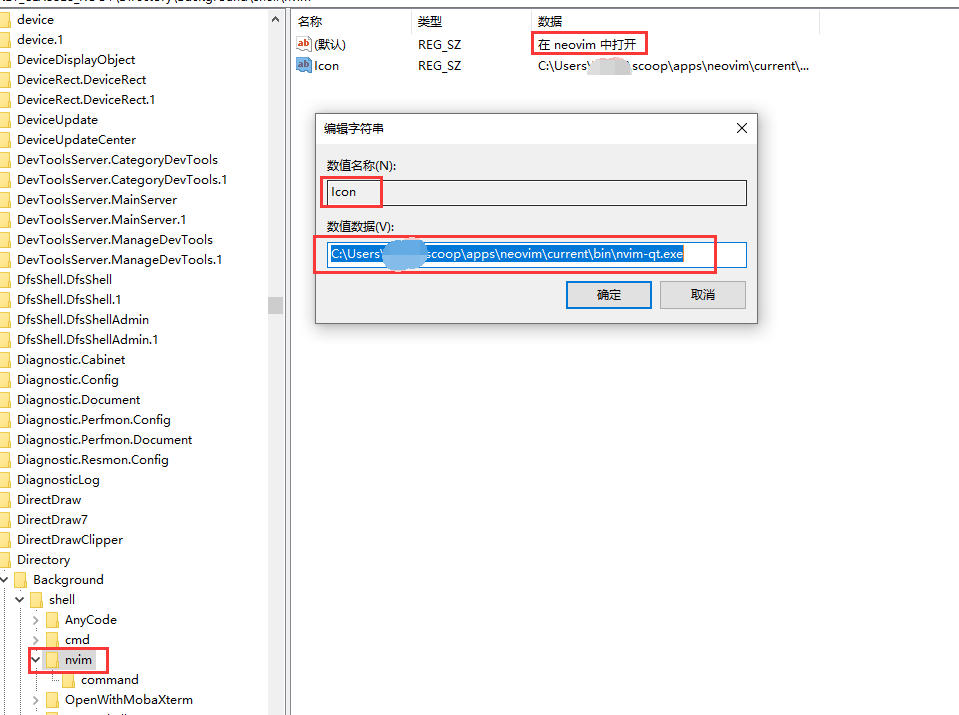 device
device.1
DeviceDisplayObject
DeviceRect.DeviceRect
DeviceRect.DeviceRect.1
DeviceUpdate
DeviceUpdateCenter
DevToolsServer.CategoryDevTools
DevToolsServer.CategoryDevTools.1
DevToolsServer.MainServer
DevToolsServer.MainServer.1
DevToolsServer.ManageDevTools
DevToolsServer.ManageDevTools.1
DfsShell.DfsShell
DfsShell.DfsShell.1
DfsShell.DfsShellAdmin
DfsShell.DfsShellAdmin.1
Diagnostic.Cabinet
Diagnostic.Config
Diagnostic.Document
Diagnostic.Perfmon.Config
Diagnostic.Perfmon.Document
Diagnostic.Resmon.Config
DiagnosticLog
DirectDraw
DirectDraw7
DirectDrawClipper
Directory
Background
shell
AnyCode
cmd
nvim
command
OpenWithMobaXterm
名称 类型 数据
ab (默认) REG_SZ 在 neovim 中打开
ab Icon REG_SZ C:\Users\ scoop\apps\neovim\current\...
编辑字符串
数值名称(N):
Icon
数值数据(V):
C:\Users\ scoop\apps\neovim\current\bin\nvim-qt.exe
确定 取消